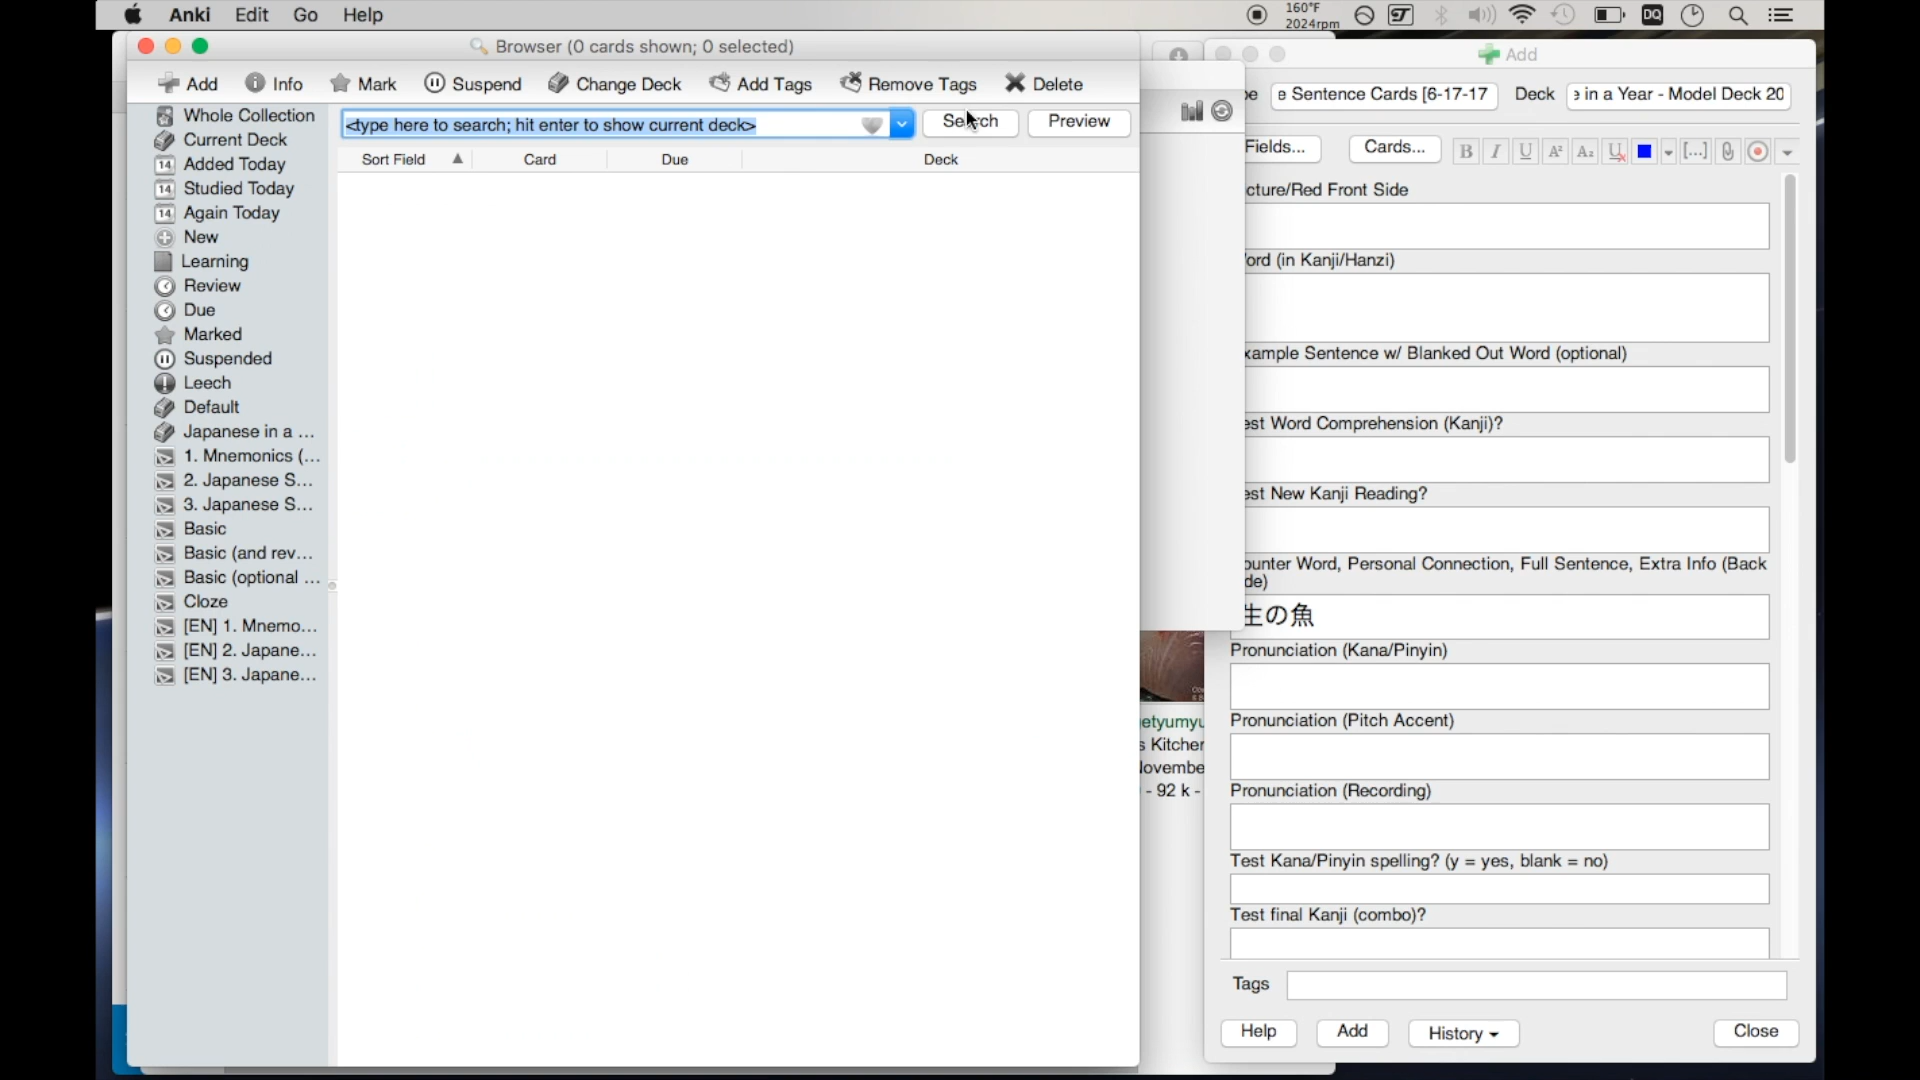 Anki Edit Go Help
160°F
2024rpm
DQ
Browser (0 cards shown; 0 selected)
Add Info Mark Suspend Change Deck Add Tags Remove Tags Delete
Whole Collection
Current Deck
Added Today
Studied Today
Again Today
New
Learning
Review
Due
Marked
Suspended
Leech
Default
Japanese in a ...
1. Mnemonics (...
2. Japanese S...
3. Japanese S...
Basic
Basic (and rev...
Basic (optional ...
Cloze
[EN] 1. Mnemo...
[EN] 2. Japane...
[EN] 3. Japane...
<type here to search; hit enter to show current deck>
Search Preview
Sort Field Card Due Deck
etyumyu
s Kitchen
Novembe
- 92 k -
Add
pe e Sentence Cards [6-17-17 Deck e in a Year - Model Deck 20
Fields... Cards... B I U A² A₂ U [...]
cture/Red Front Side
ord (in Kanji/Hanzi)
xample Sentence w/ Blanked Out Word (optional)
est Word Comprehension (Kanji)?
est New Kanji Reading?
ounter Word, Personal Connection, Full Sentence, Extra Info (Back
de)
生の魚
Pronunciation (Kana/Pinyin)
Pronunciation (Pitch Accent)
Pronunciation (Recording)
Test Kana/Pinyin spelling? (y = yes, blank = no)
Test final Kanji (combo)?
Tags
Help Add History Close